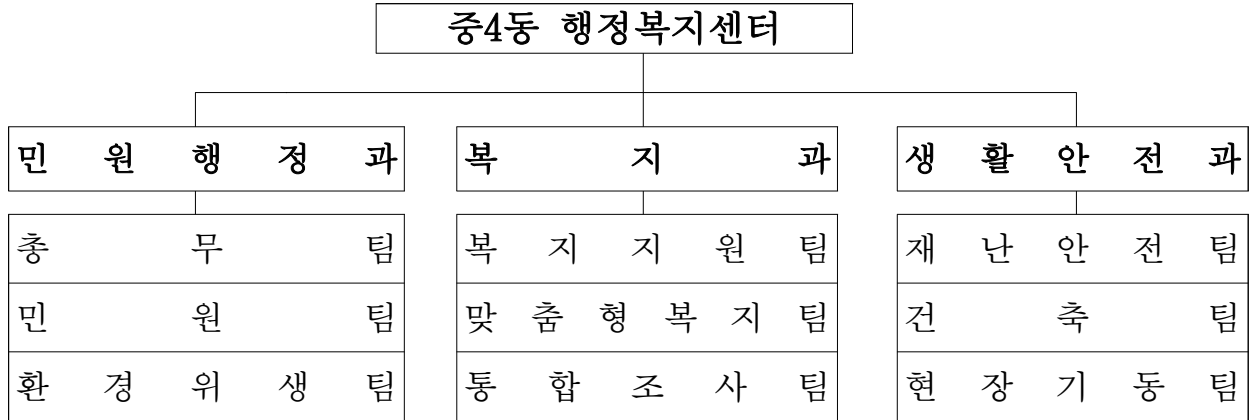 중4동 행정복지센터
민원행정과 복지과 생활안전과
총무팀 복지지원팀 재난안전팀
민원팀 맞춤형복지팀 건축팀
환경위생팀 통합조사팀 현장기동팀